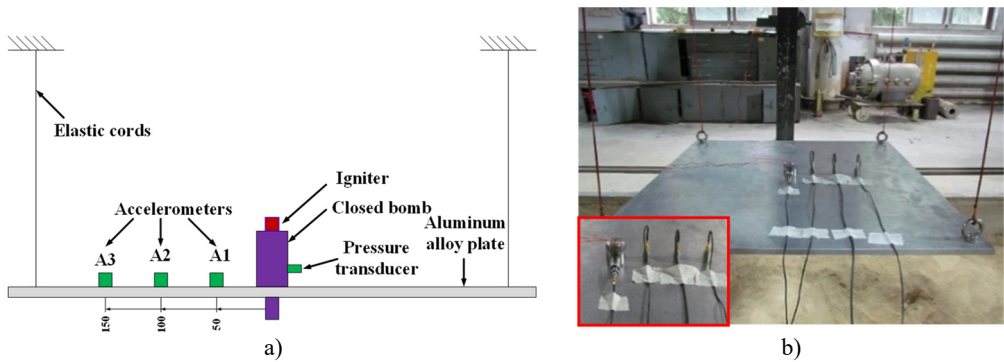 Elastic cords
Igniter
Accelerometers
Closed bomb
Aluminum
alloy plate
A3
A2
A1
Pressure
transducer
150
100
50
a)
b)